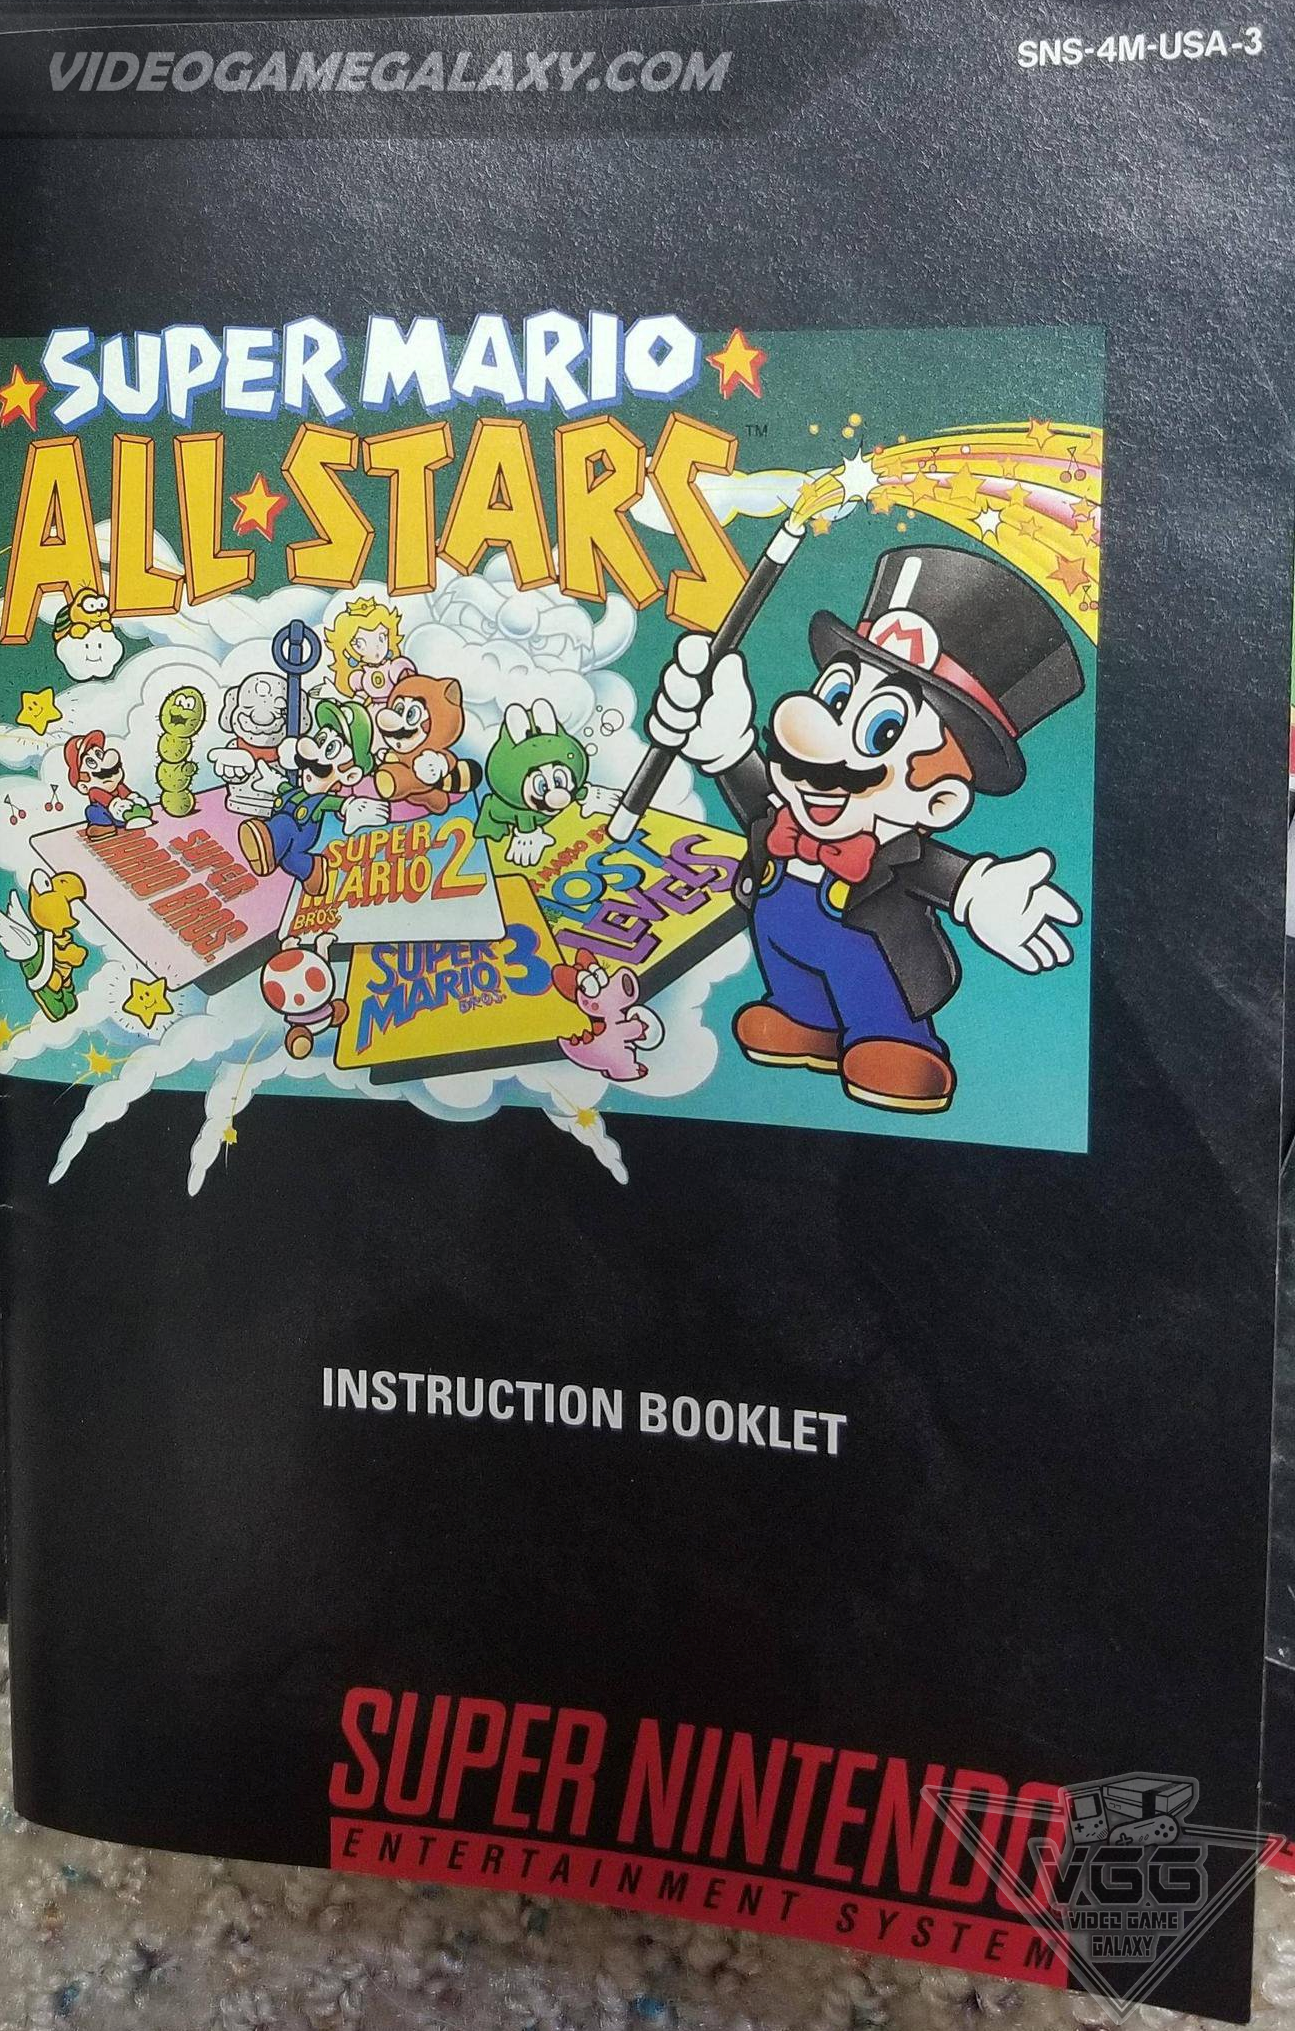 VIDEOGAMEGALAXY.COM
SNS-4M-USA-3
SUPER MARIO
ALL STARS
TM
M
SUPER
MARIO BROS.
SUPER
MARIO 2
BROS.
SUPER
MARIO 3
BROS.
LOST
LEVELS
INSTRUCTION BOOKLET
SUPER NINTENDO
ENTERTAINMENT SYSTEM
VGG
VIDEO GAME
GALAXY